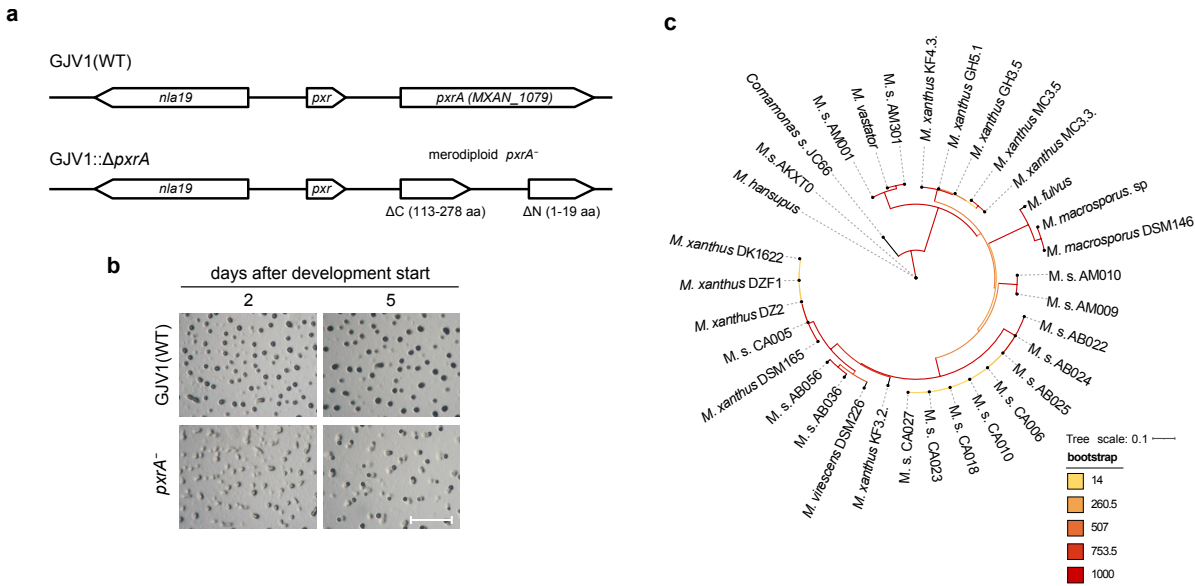 a
GJV1(WT)
nla19
pxr
pxrA (MXAN_1079)
GJV1::ΔpxrA
merodiploid pxrA⁻
nla19
pxr
ΔC (113-278 aa)
ΔN (1-19 aa)
b
days after development start
2
5
GJV1(WT)
pxrA⁻
c
Comamonas s. JC66
M. s. AM001
M. vastator
M. s. AM301
M. xanthus KF4.3.
M. xanthus GH5.1
M. xanthus GH3.5
M. xanthus MC3.5
M. xanthus MC3.3.
M. fulvus
M. macrosporus. sp
M. macrosporus DSM146
M. s. AM010
M. s. AM009
M. s. AB022
M. s. AB024
M. s. AB025
M. s. CA006
M. s. CA010
M. s. CA018
M. s. CA023
M. s. CA027
M. xanthus KF3.2.
M. virescens DSM226
M. s. AB036
M. s. AB056
M. xanthus DSM165
M. s. CA005
M. xanthus DZ2
M. xanthus DZF1
M. xanthus DK1622
M. hansupus
M.s. AKXT0
Tree scale: 0.1
bootstrap
14
260.5
507
753.5
1000